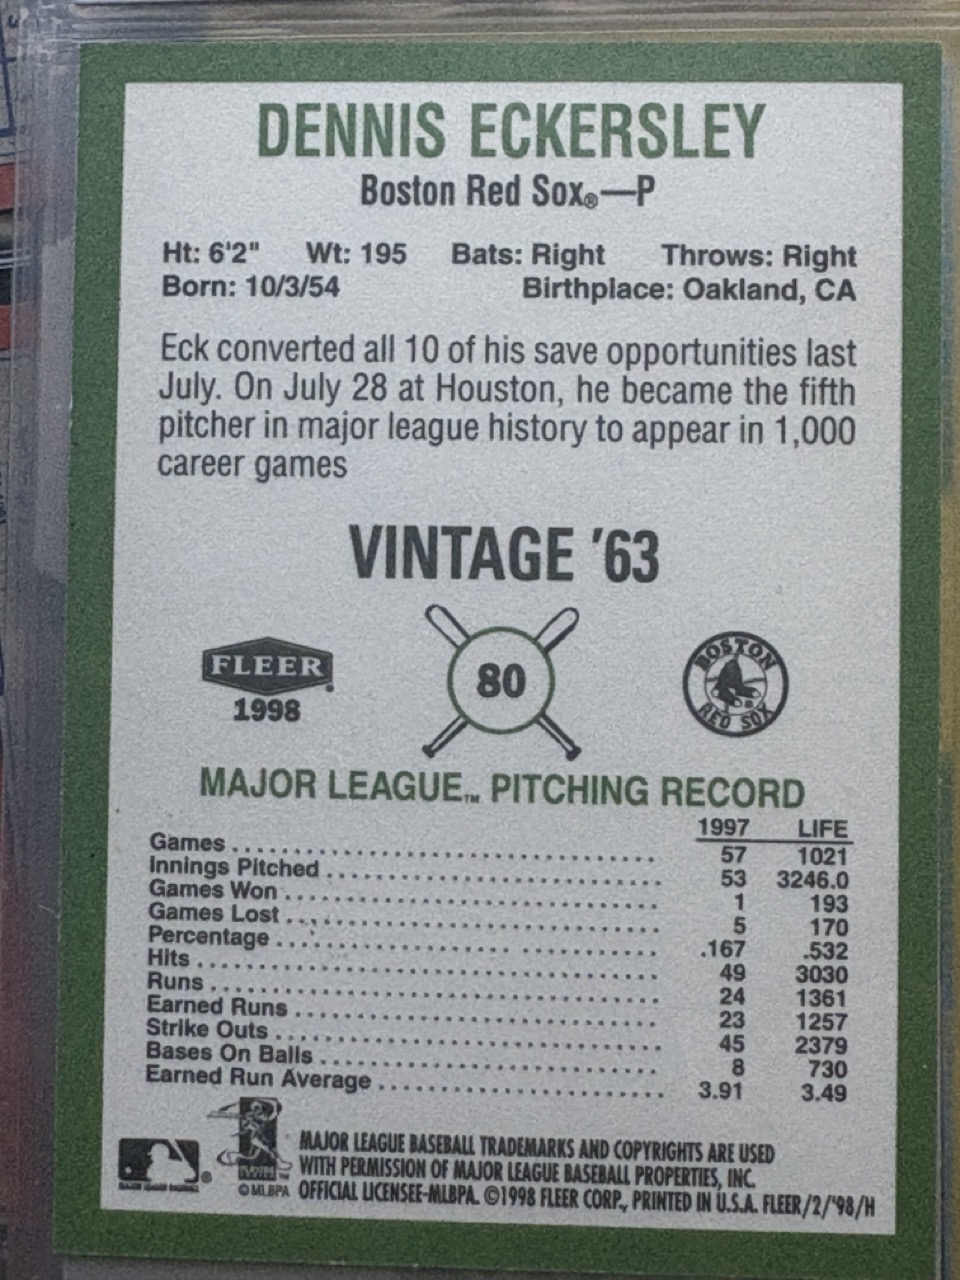 DENNIS ECKERSLEY
Boston Red Sox®—P
Ht: 6'2" Wt: 195 Bats: Right Throws: Right
Born: 10/3/54 Birthplace: Oakland, CA
Eck converted all 10 of his save opportunities last
July. On July 28 at Houston, he became the fifth
pitcher in major league history to appear in 1,000
career games
VINTAGE '63
FLEER
1998
80
BOSTON
RED SOX
MAJOR LEAGUE™ PITCHING RECORD
1997 LIFE
Games 57 1021
Innings Pitched 53 3246.0
Games Won 1 193
Games Lost 5 170
Percentage .167 .532
Hits 49 3030
Runs 24 1361
Earned Runs 23 1257
Strike Outs 45 2379
Bases On Balls 8 730
Earned Run Average 3.91 3.49
MAJOR LEAGUE BASEBALL TRADEMARKS AND COPYRIGHTS ARE USED
WITH PERMISSION OF MAJOR LEAGUE BASEBALL PROPERTIES, INC.
© MLBPA OFFICIAL LICENSEE-MLBPA. ©1998 FLEER CORP., PRINTED IN U.S.A. FLEER/2/'98/H